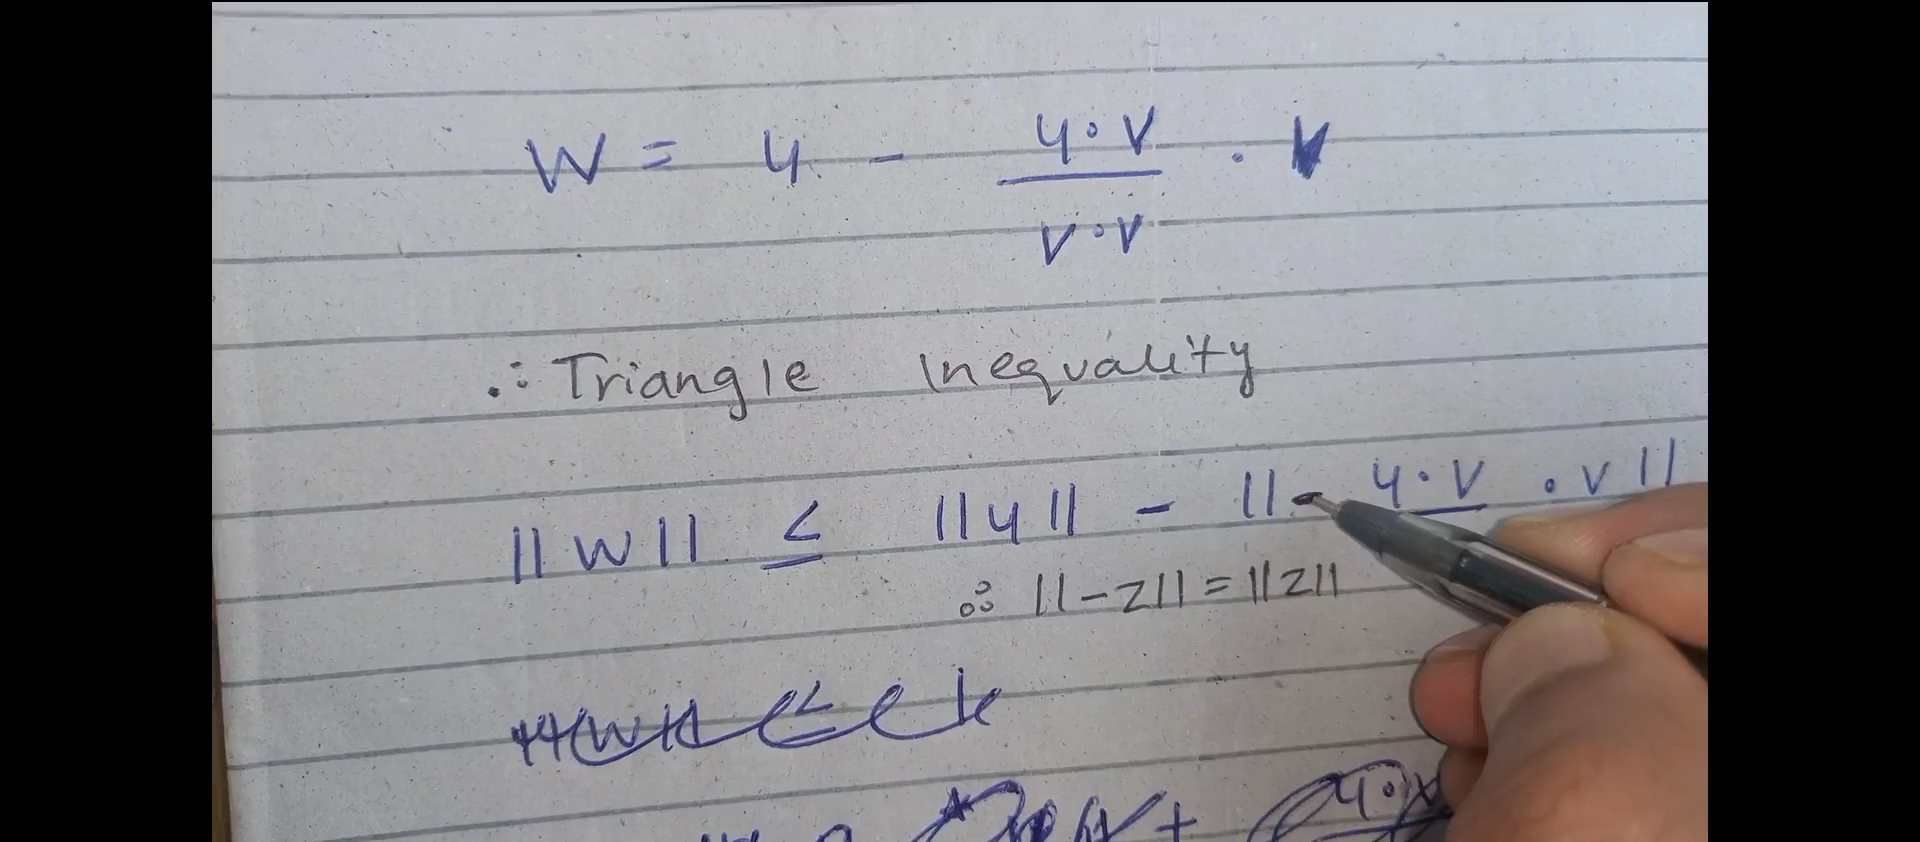 W = u - u·v · v
v·v
∴ Triangle Inequality
||w|| ≤ ||u|| - || - u·v · v||
∴ ||-z|| = ||z||